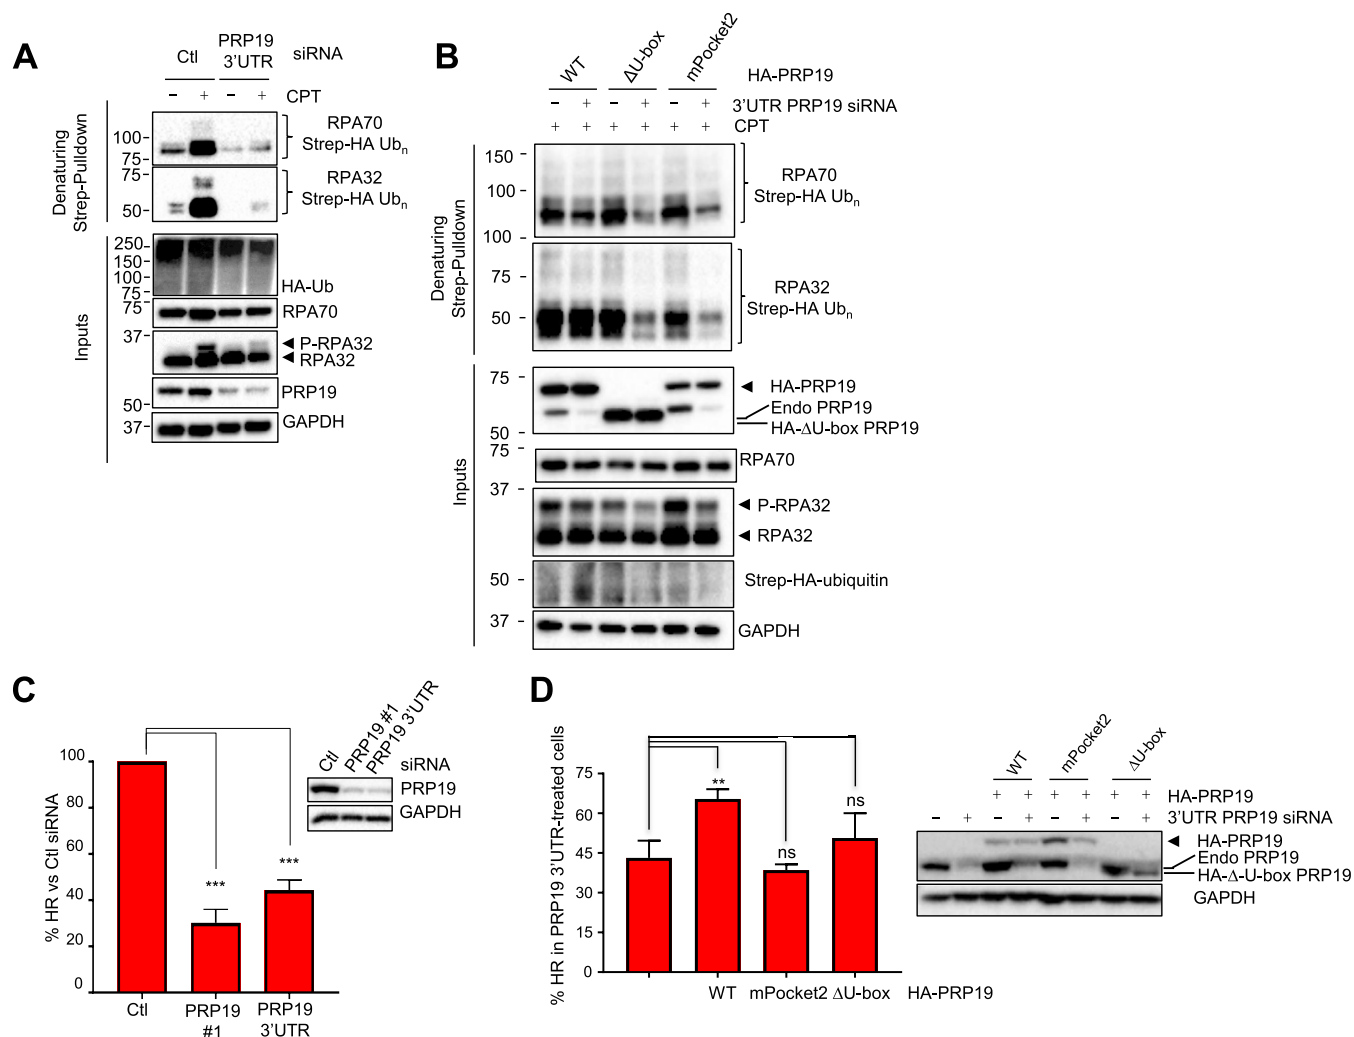 A
Ctl
PRP19
3'UTR
siRNA
– + – + CPT
Denaturing
Strep-Pulldown
100
75
RPA70
Strep-HA Ubn
75
50
RPA32
Strep-HA Ubn
Inputs
250
150
100
75
HA-Ub
75
RPA70
37
P-RPA32
RPA32
PRP19
50
37
GAPDH
B
WT
ΔU-box
mPocket2
HA-PRP19
– + – + – + 3'UTR PRP19 siRNA
+ + + + + + CPT
Denaturing
Strep-Pulldown
150
100
RPA70
Strep-HA Ubn
100
75
50
RPA32
Strep-HA Ubn
Inputs
75
HA-PRP19
Endo PRP19
HA-ΔU-box PRP19
50
75
RPA70
37
P-RPA32
RPA32
50
Strep-HA-ubiquitin
37
GAPDH
C
% HR vs Ctl siRNA
100
80
60
40
20
0
***
***
Ctl
PRP19
#1
PRP19
3'UTR
Ctl
PRP19 #1
PRP19 3'UTR
siRNA
PRP19
GAPDH
D
% HR in PRP19 3'UTR-treated cells
75
60
45
30
15
0
**
ns
ns
WT mPocket2 ΔU-box HA-PRP19
WT
mPocket2
ΔU-box
+ + + + + + HA-PRP19
– + – + – + – + 3'UTR PRP19 siRNA
HA-PRP19
Endo PRP19
HA-Δ-U-box PRP19
GAPDH